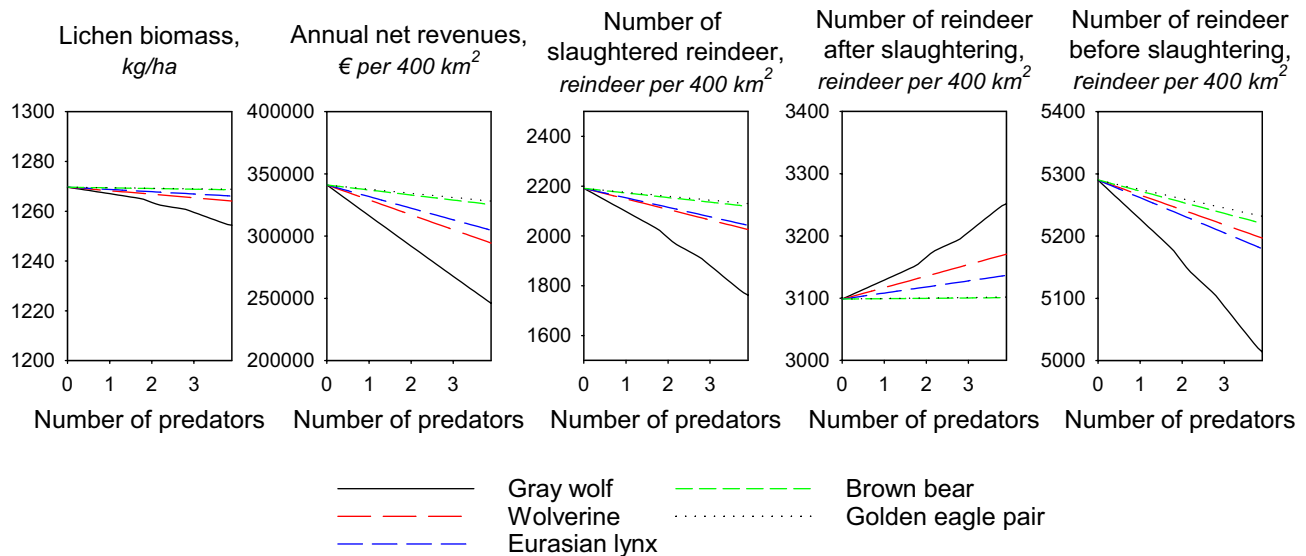 Lichen biomass,
kg/ha
1300
1280
1260
1240
1220
1200
0 1 2 3
Number of predators
Annual net revenues,
€ per 400 km²
400000
350000
300000
250000
200000
0 1 2 3
Number of predators
Number of
slaughtered reindeer,
reindeer per 400 km²
2400
2200
2000
1800
1600
0 1 2 3
Number of predators
Number of reindeer
after slaughtering,
reindeer per 400 km²
3400
3300
3200
3100
3000
0 1 2 3
Number of predators
Number of reindeer
before slaughtering,
reindeer per 400 km²
5400
5300
5200
5100
5000
0 1 2 3
Number of predators
Gray wolf
Wolverine
Eurasian lynx
Brown bear
Golden eagle pair